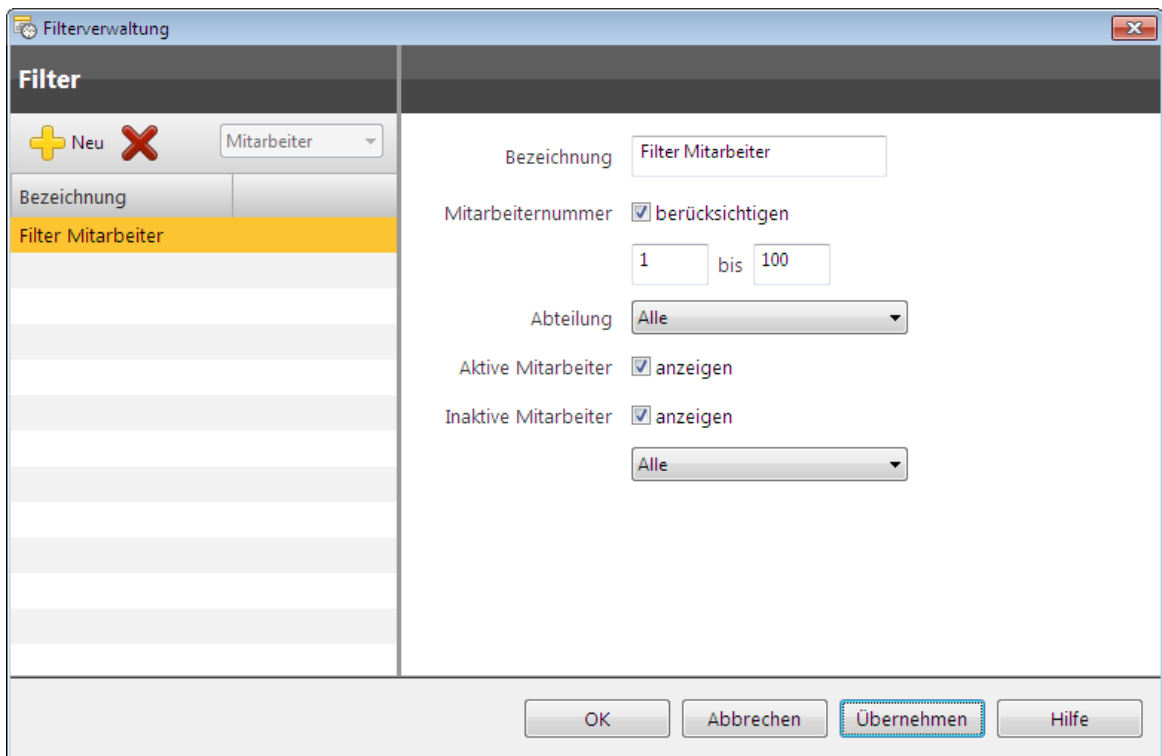 Filterverwaltung
Filter
Neu
Mitarbeiter
Bezeichnung
Filter Mitarbeiter
Bezeichnung Filter Mitarbeiter
Mitarbeiternummer berücksichtigen
1 bis 100
Abteilung Alle
Aktive Mitarbeiter anzeigen
Inaktive Mitarbeiter anzeigen
Alle
OK Abbrechen Übernehmen Hilfe